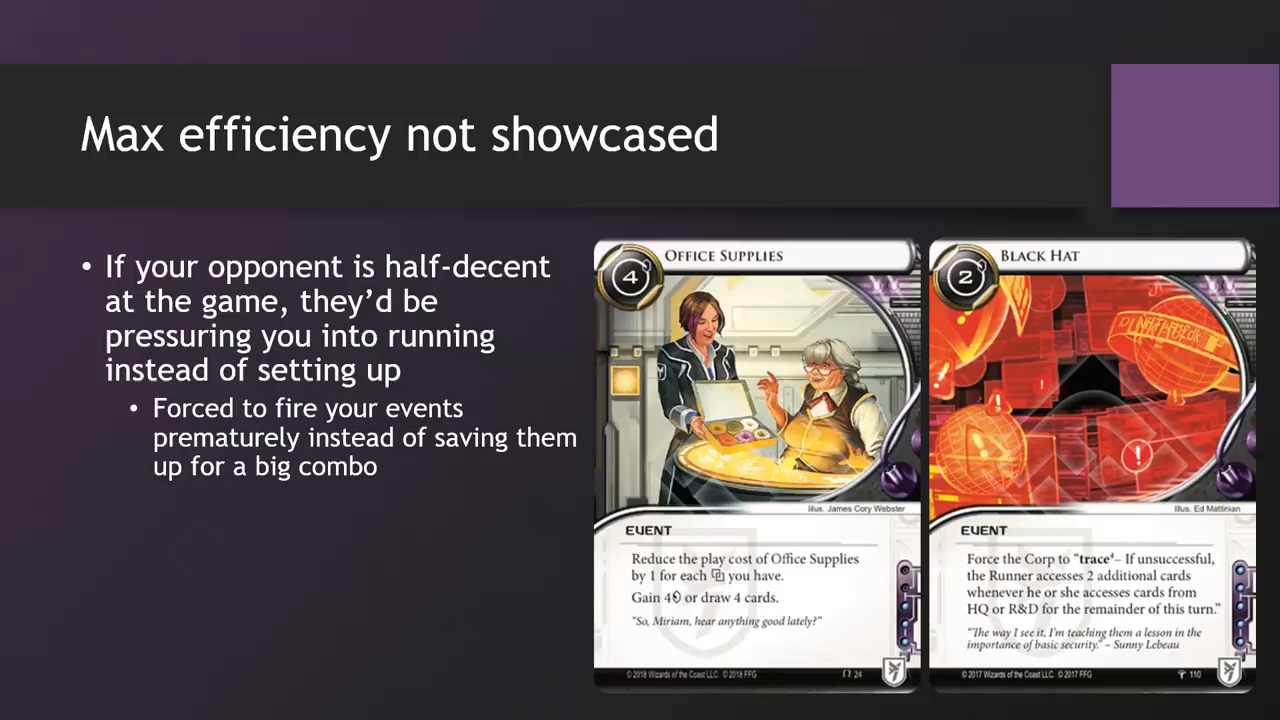 Max efficiency not showcased
• If your opponent is half-decent
at the game, they'd be
pressuring you into running
instead of setting up
• Forced to fire your events
prematurely instead of saving them
up for a big combo
4
OFFICE SUPPLIES
Illus. James Cory Webster
EVENT
Reduce the play cost of Office Supplies
by 1 for each you have.
Gain 4 or draw 4 cards.
"So, Miriam, hear anything good lately?"
© 2018 Wizards of the Coast LLC. © 2018 FFG
24
2
BLACK HAT
Illus. Ed Mattinian
EVENT
Force the Corp to "trace⁴– If unsuccessful,
the Runner accesses 2 additional cards
whenever he or she accesses cards from
HQ or R&D for the remainder of this turn."
"The way I see it, I'm teaching them a lesson in the
importance of basic security." – Sunny Lebeau
© 2017 Wizards of the Coast LLC. © 2017 FFG
110